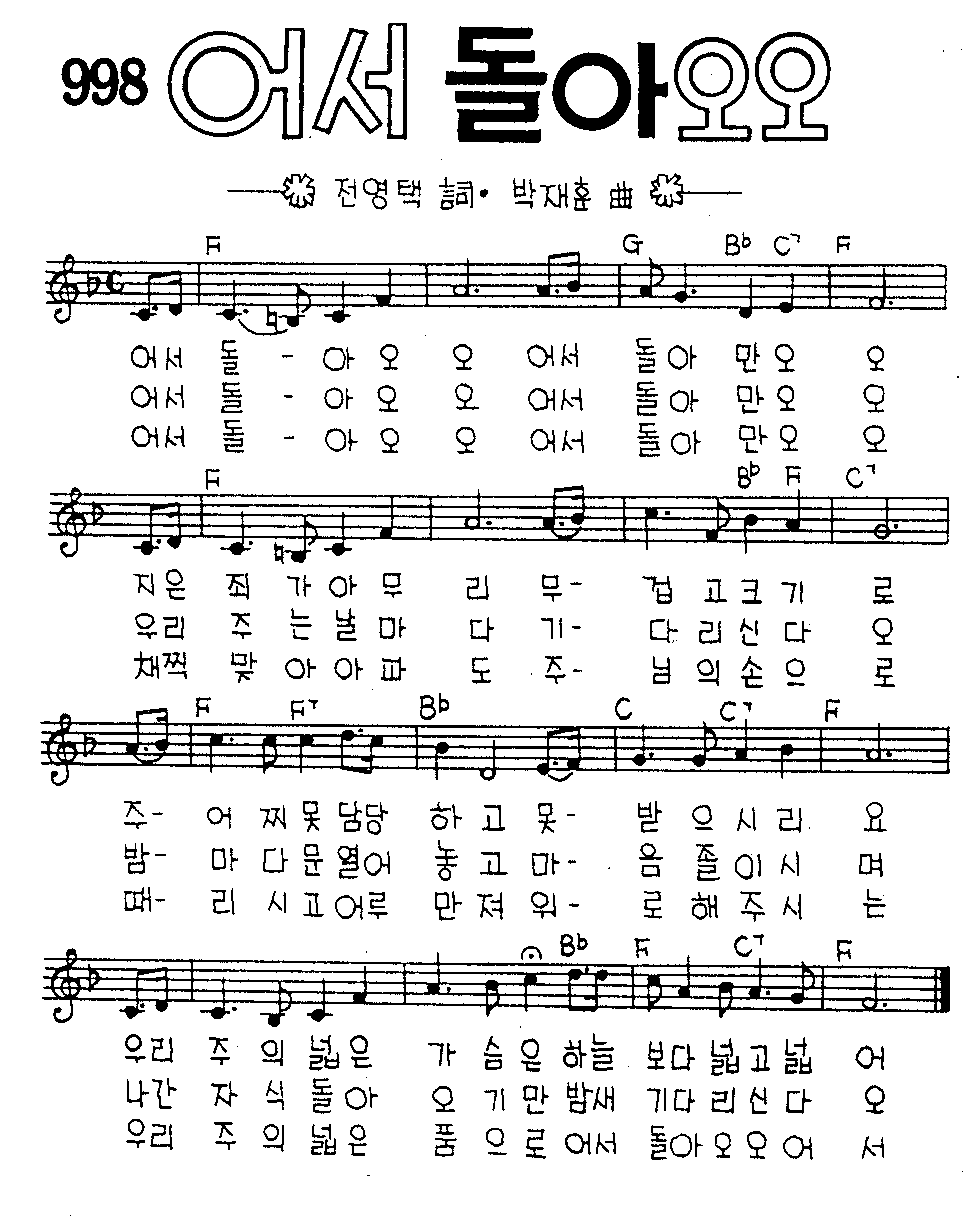 998 어서 돌아오오
전영택 詞・ 박재훈 曲
F G B♭ C7 F
어서 돌 - 아 오 오 어서 돌아 만오 오
어서 돌 - 아 오 오 어서 돌아 만오 오
어서 돌 - 아 오 오 어서 돌아 만오 오
F B♭ F C7
지은 죄 가 아 무 리 무- 겁 고 크 기 로
우리 주 는 날 마 다 기- 다 리 신 다 오
채찍 맞 아 아 파 도 주- 님 의 손 으 로
F F7 B♭ C C7 F
주- 어 찌 못 담당 하 고 못- 받 으 시 리 요
밤- 마 다 문 열어 놓 고 마- 음 졸 이 시 며
때- 리 시 고 어루 만 져 위- 로 해 주 시 는
B♭ F C7 F
우리 주 의 넓 은 가 슴 은 하늘 보다 넓고 넓 어
나간 자 식 돌 아 오 기 만 밤새 기다 리 신 다 오
우리 주 의 넓 은 품 으 로 어서 돌아 오 오 어 서